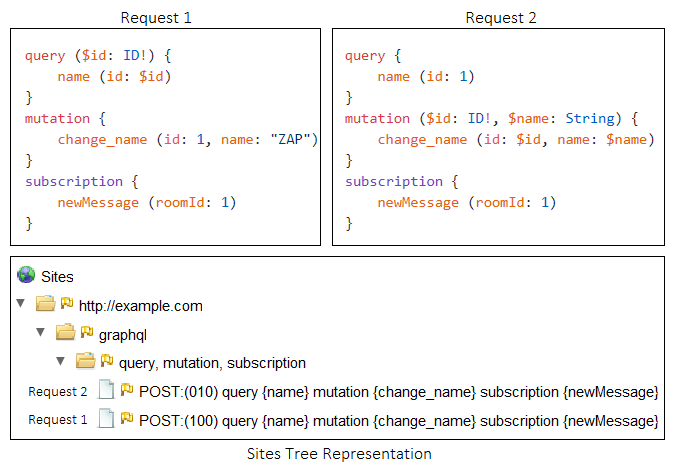 Request 1
query ($id: ID!) {
name (id: $id)
}
mutation {
change_name (id: 1, name: "ZAP")
}
subscription {
newMessage (roomId: 1)
}
Request 2
query {
name (id: 1)
}
mutation ($id: ID!, $name: String) {
change_name (id: $id, name: $name)
}
subscription {
newMessage (roomId: 1)
}
Sites
http://example.com
graphql
query, mutation, subscription
Request 2 POST:(010) query {name} mutation {change_name} subscription {newMessage}
Request 1 POST:(100) query {name} mutation {change_name} subscription {newMessage}
Sites Tree Representation